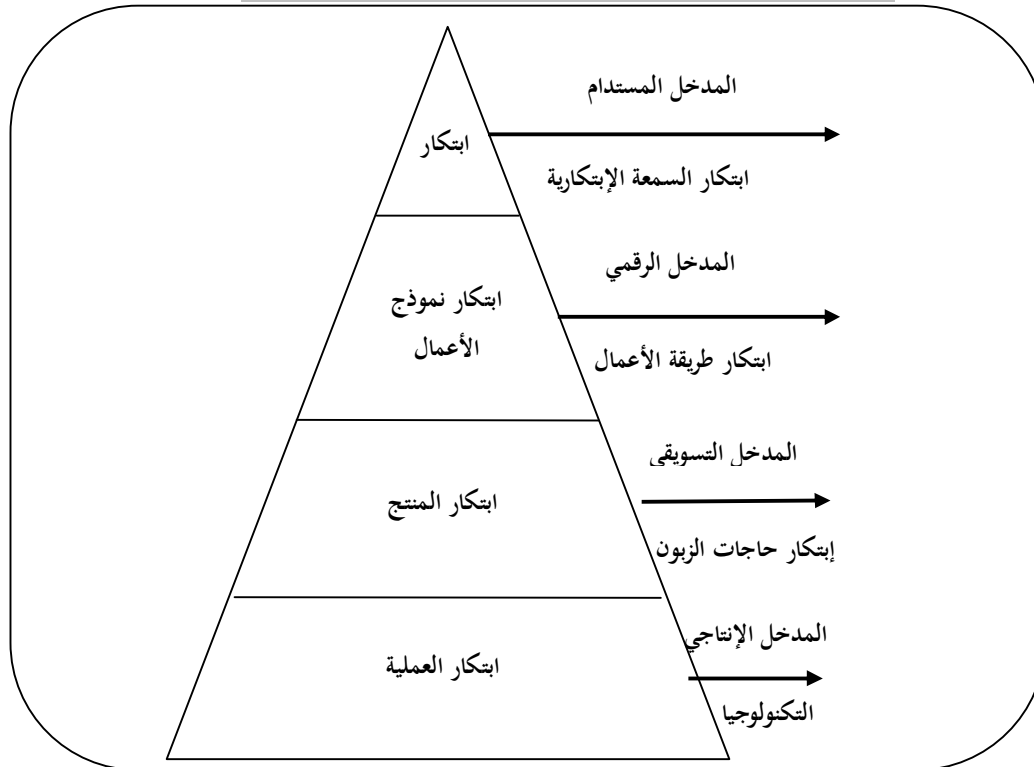 المدخل المستدام
ابتكار
ابتكار السمعة الإبتكارية
المدخل الرقمي
ابتكار نموذج
الأعمال
ابتكار طريقة الأعمال
المدخل التسويقي
ابتكار المنتج
إبتكار حاجات الزبون
المدخل الإنتاجي
ابتكار العملية
التكنولوجيا